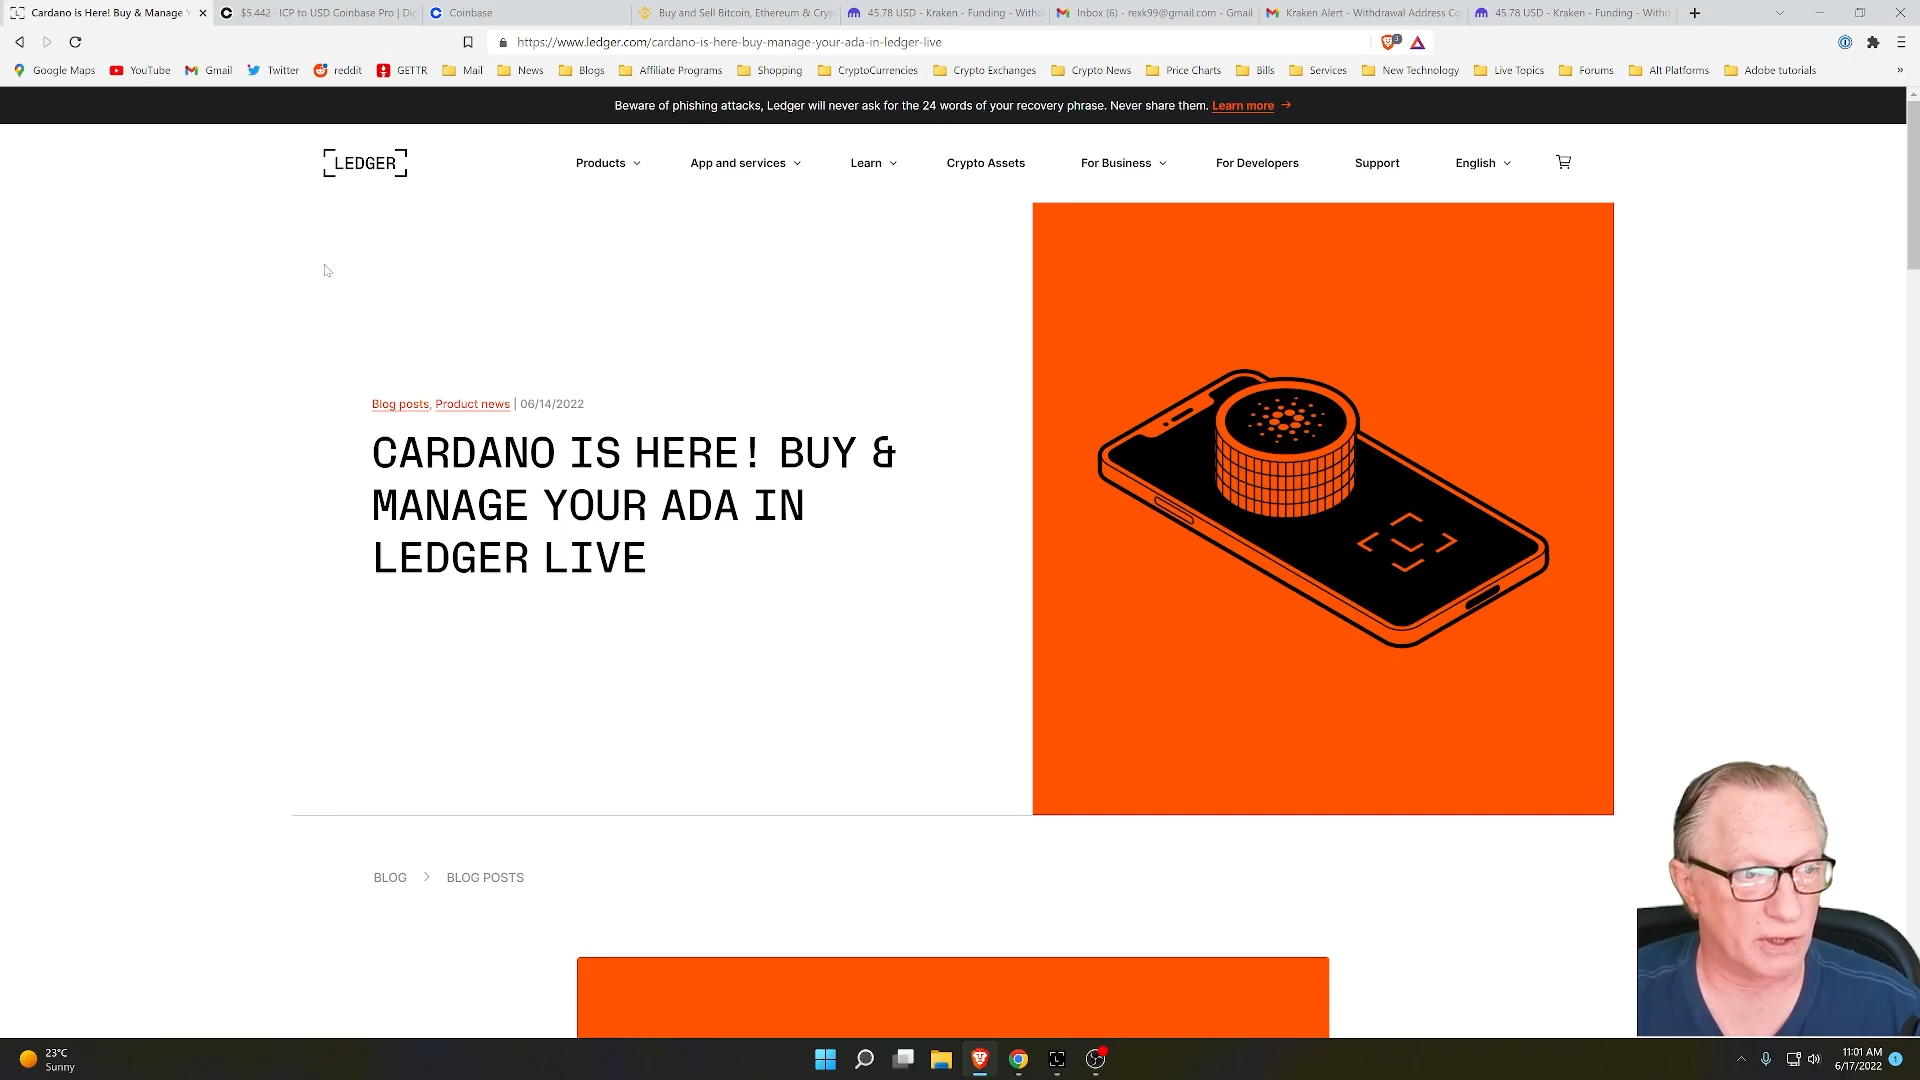 Cardano is Here! Buy & Manage Y
$5.442 · ICP to USD Coinbase Pro | Dig
Coinbase
Buy and Sell Bitcoin, Ethereum & Cryp
45.78 USD - Kraken - Funding - Withd
Inbox (6) - rexk99@gmail.com - Gmail
Kraken Alert - Withdrawal Address Co
45.78 USD - Kraken - Funding - Withd
https://www.ledger.com/cardano-is-here-buy-manage-your-ada-in-ledger-live
Google Maps YouTube Gmail Twitter reddit GETTR Mail News Blogs Affiliate Programs Shopping CryptoCurrencies Crypto Exchanges Crypto News Price Charts Bills Services New Technology Live Topics Forums Alt Platforms Adobe tutorials »
Beware of phishing attacks, Ledger will never ask for the 24 words of your recovery phrase. Never share them. Learn more →
LEDGER
Products App and services Learn Crypto Assets For Business For Developers Support English
Blog posts, Product news | 06/14/2022
CARDANO IS HERE! BUY &
MANAGE YOUR ADA IN
LEDGER LIVE
BLOG > BLOG POSTS
23°C
Sunny
11:01 AM
6/17/2022
1